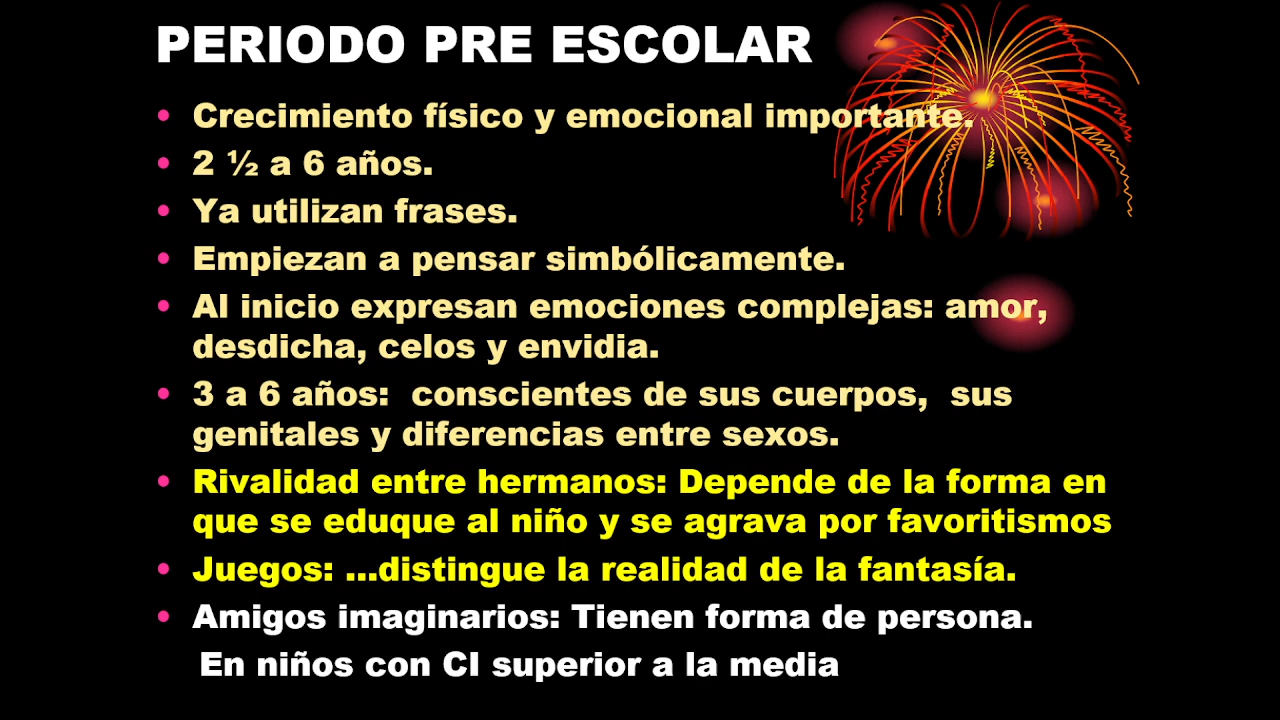 PERIODO PRE ESCOLAR
• Crecimiento físico y emocional importante.
• 2 ½ a 6 años.
• Ya utilizan frases.
• Empiezan a pensar simbólicamente.
• Al inicio expresan emociones complejas: amor,
desdicha, celos y envidia.
• 3 a 6 años:  conscientes de sus cuerpos,  sus
genitales y diferencias entre sexos.
• Rivalidad entre hermanos: Depende de la forma en
que se eduque al niño y se agrava por favoritismos
• Juegos: ...distingue la realidad de la fantasía.
• Amigos imaginarios: Tienen forma de persona.
En niños con CI superior a la media